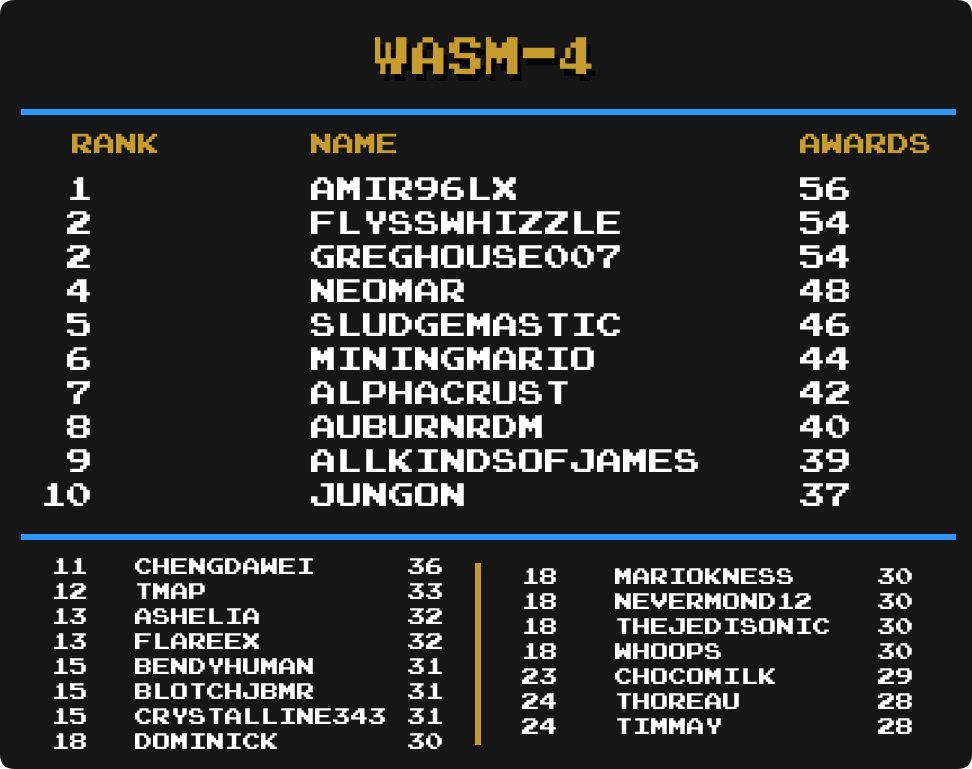 WASM-4
RANK NAME AWARDS
1 AMIR96LX 56
2 FLYSSWHIZZLE 54
2 GREGHOUSE007 54
4 NEOMAR 48
5 SLUDGEMASTIC 46
6 MININGMARIO 44
7 ALPHACRUST 42
8 AUBURNRDM 40
9 ALLKINDSOFJAMES 39
10 JUNGON 37
11 CHENGDAWEI 36
12 TMAP 33
13 ASHELIA 32
13 FLAREEX 32
15 BENDYHUMAN 31
15 BLOTCHJBMR 31
15 CRYSTALLINE343 31
18 DOMINICK 30
18 MARIOKNESS 30
18 NEVERMOND12 30
18 THEJEDISONIC 30
18 WHOOPS 30
23 CHOCOMILK 29
24 THOREAU 28
24 TIMMAY 28